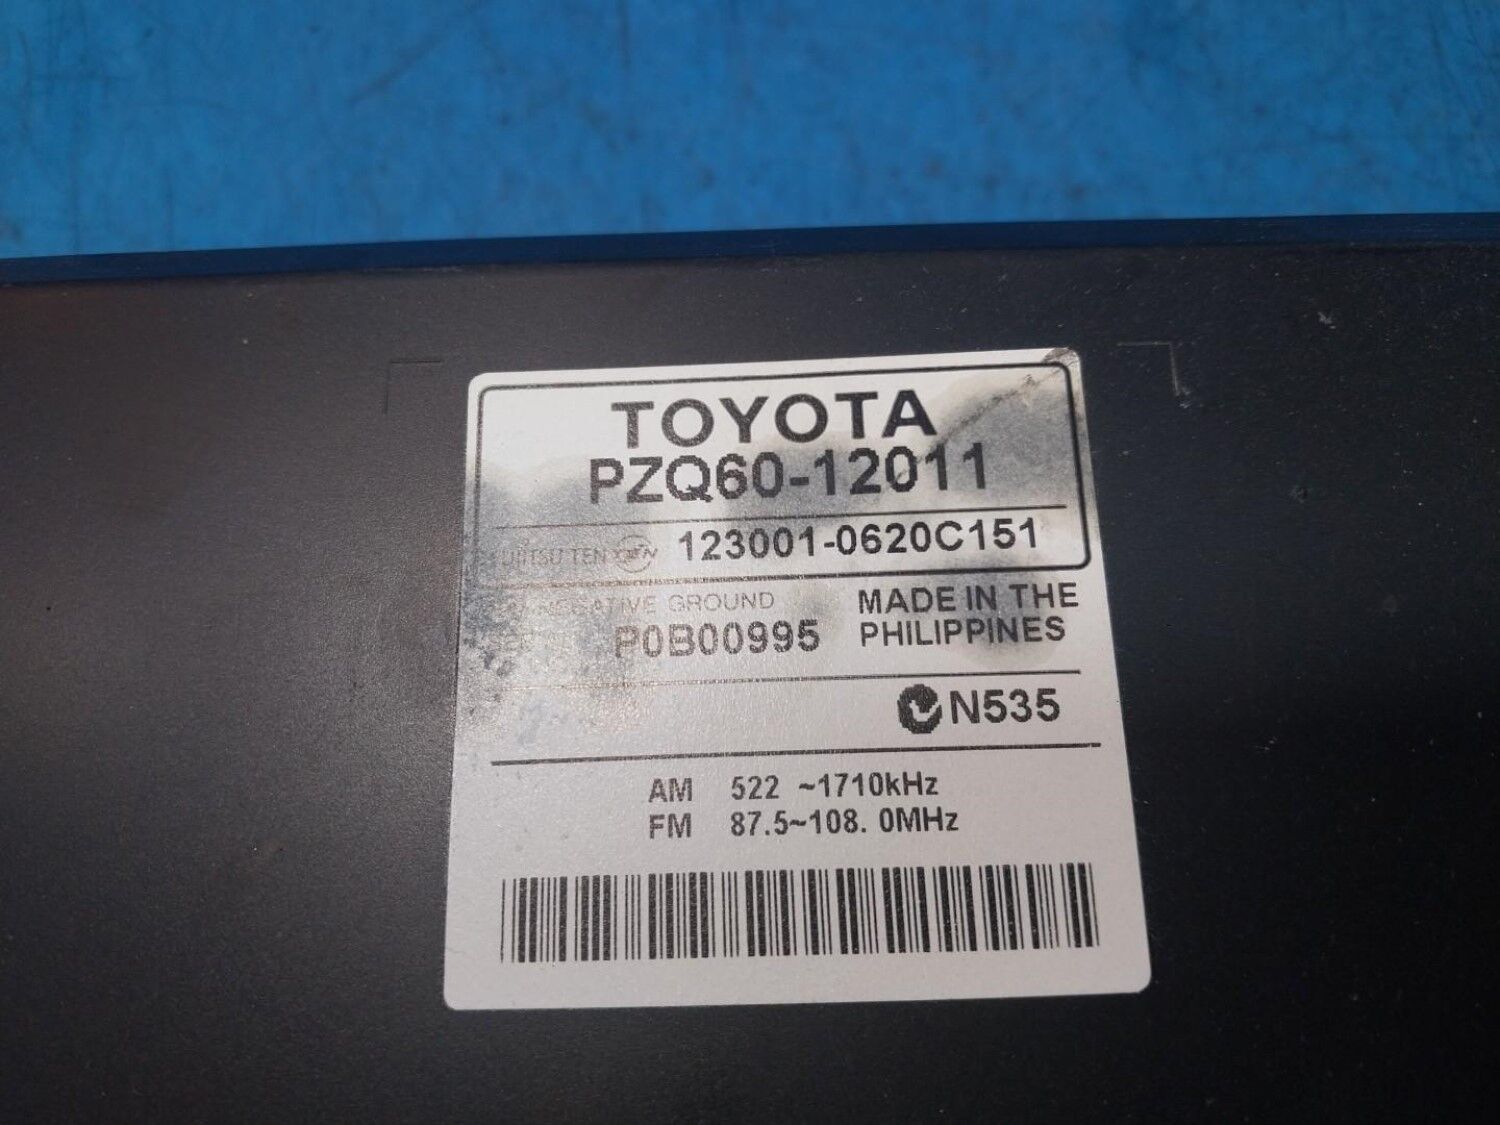 TOYOTA
PZQ60-12011
TEN 123001-0620C151
NEGATIVE GROUND
MADE IN THE
PHILIPPINES
P0B00995
N535
AM 522 ~1710kHz
FM 87.5~108. 0MHz